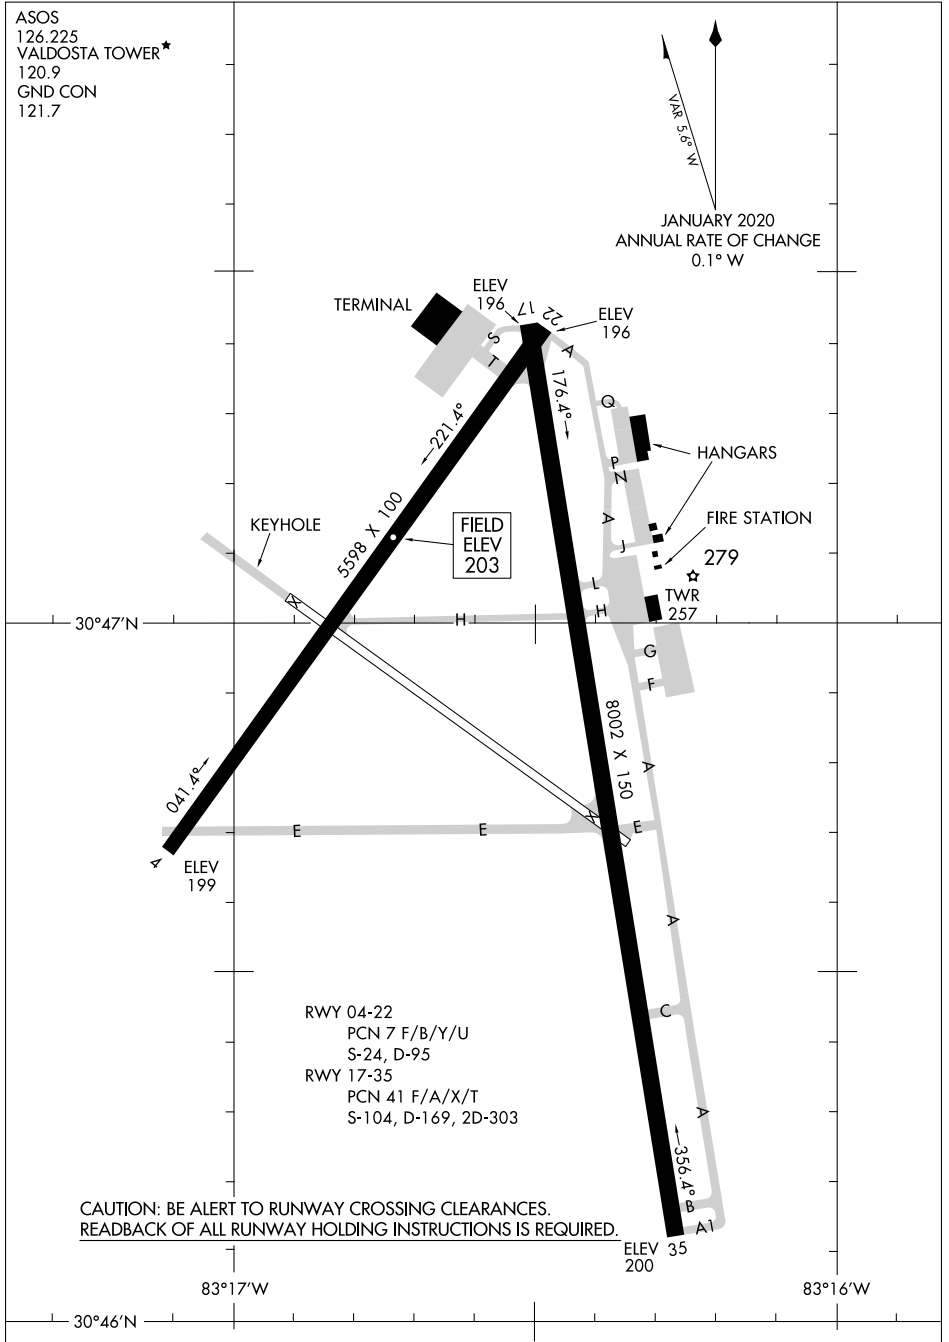 ASOS
126.225
VALDOSTA TOWER★
120.9
GND CON
121.7
VAR 5.6° W
JANUARY 2020
ANNUAL RATE OF CHANGE
0.1° W
TERMINAL
ELEV
196
17
22
ELEV
196
S
T
A
176.4°
Q
221.4°
HANGARS
P
N
5598 X 100
KEYHOLE
FIELD
ELEV
203
A
FIRE STATION
J
279
L
TWR
257
X
H
H
30°47'N
G
F
8002 X 150
A
041.4°
X
E
E
E
4
ELEV
199
A
C
RWY 04-22
PCN 7 F/B/Y/U
S-24, D-95
RWY 17-35
PCN 41 F/A/X/T
S-104, D-169, 2D-303
A
356.4°
B
A1
CAUTION: BE ALERT TO RUNWAY CROSSING CLEARANCES.
READBACK OF ALL RUNWAY HOLDING INSTRUCTIONS IS REQUIRED.
ELEV
200
35
83°17'W
83°16'W
30°46'N